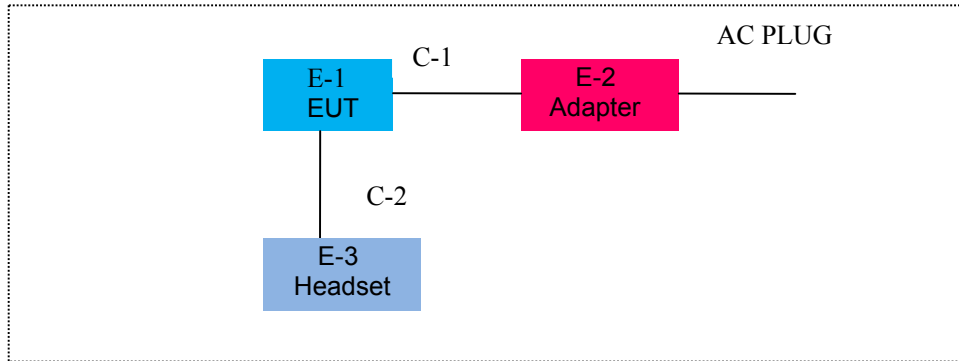 AC PLUG
C-1
E-1
EUT
E-2
Adapter
C-2
E-3
Headset